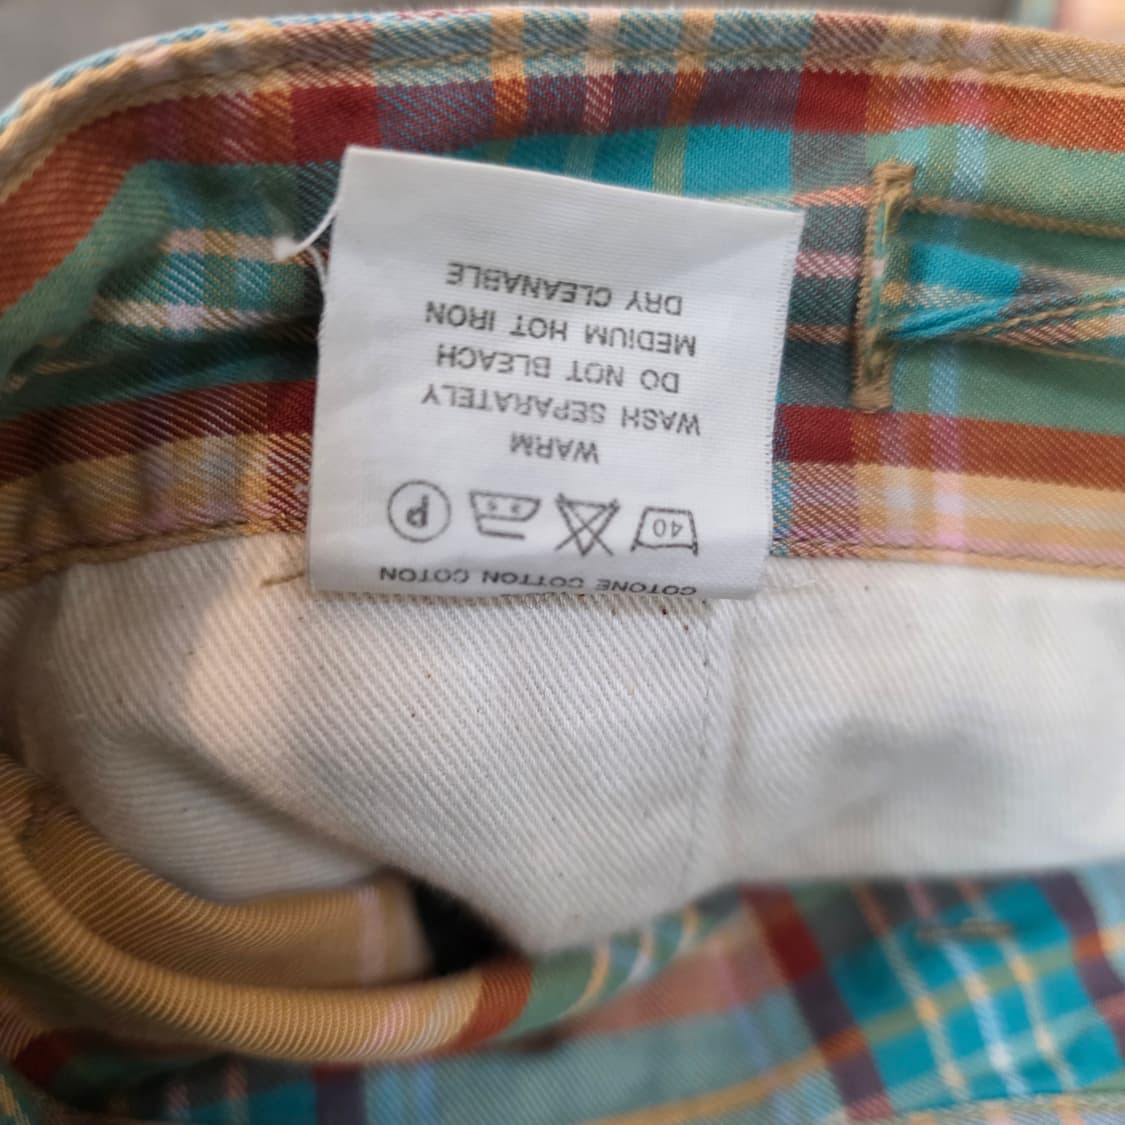 COTONE COTTON COTON
40 P
WARM
WASH SEPARATELY
DO NOT BLEACH
MEDIUM HOT IRON
DRY CLEANABLE